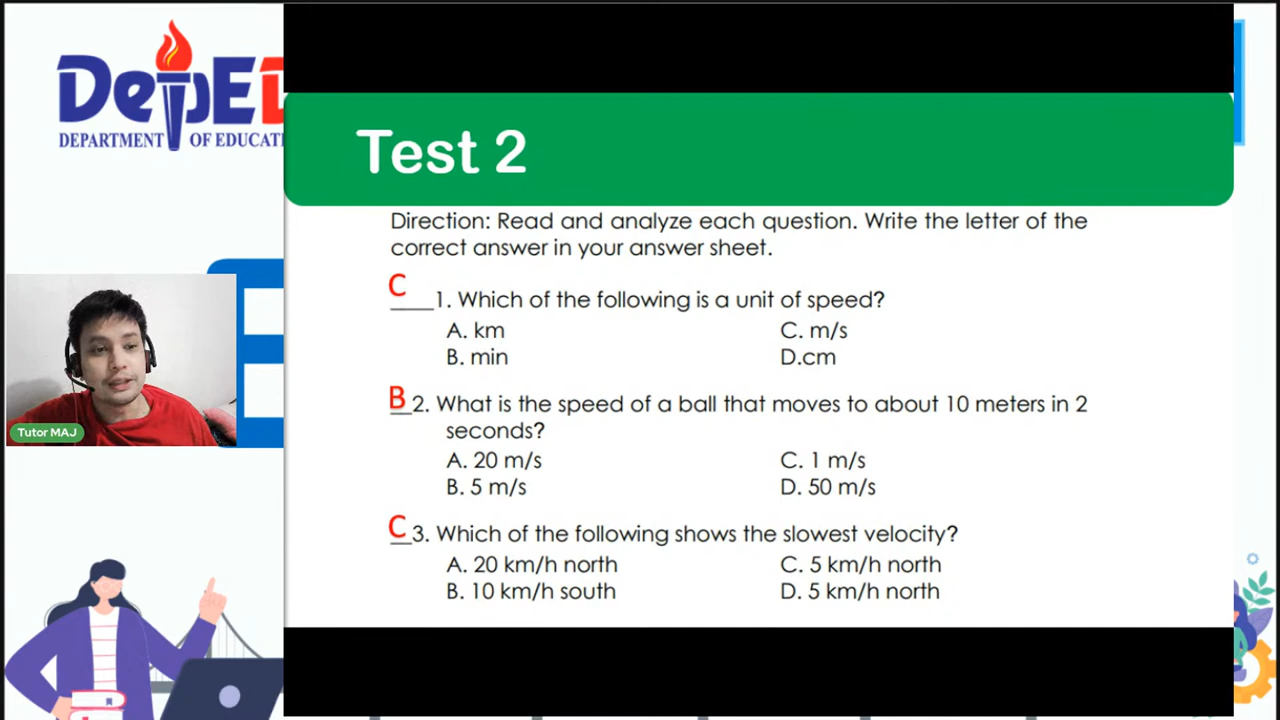 DepED
DEPARTMENT OF EDUCATI
Test 2
Direction: Read and analyze each question. Write the letter of the
correct answer in your answer sheet.
C
____1. Which of the following is a unit of speed?
A. km C. m/s
B. min D.cm
B
__2. What is the speed of a ball that moves to about 10 meters in 2
seconds?
A. 20 m/s C. 1 m/s
B. 5 m/s D. 50 m/s
C
__3. Which of the following shows the slowest velocity?
A. 20 km/h north C. 5 km/h north
B. 10 km/h south D. 5 km/h north
Tutor MAJ